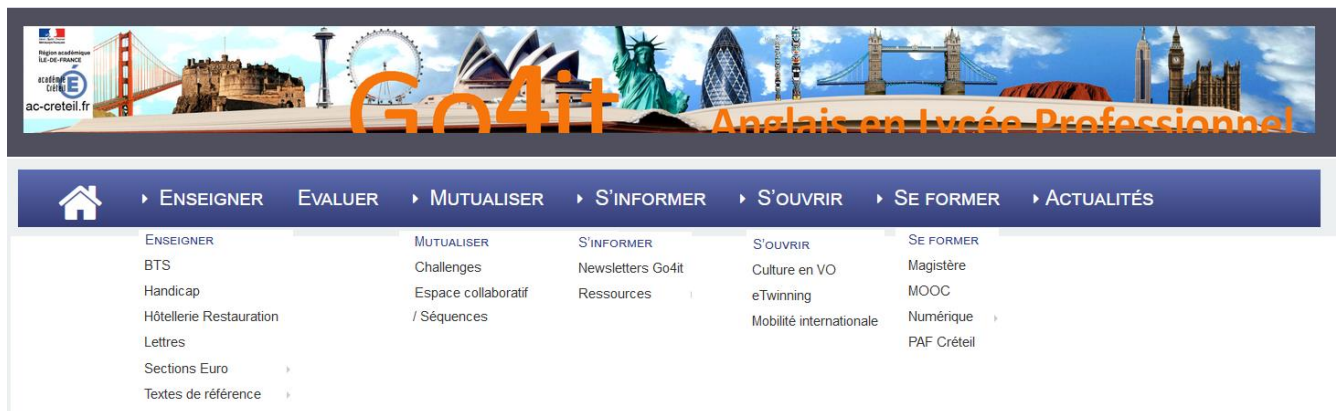 Région académique
ÎLE-DE-FRANCE
académie
Créteil
ac-creteil.fr
Go4it
Anglais en Lycée Professionnel
ENSEIGNER EVALUER MUTUALISER S'INFORMER S'OUVRIR SE FORMER ACTUALITÉS
ENSEIGNER
BTS
Handicap
Hôtellerie Restauration
Lettres
Sections Euro
Textes de référence
MUTUALISER
Challenges
Espace collaboratif
/ Séquences
S'INFORMER
Newsletters Go4it
Ressources
S'OUVRIR
Culture en VO
eTwinning
Mobilité internationale
SE FORMER
Magistère
MOOC
Numérique
PAF Créteil